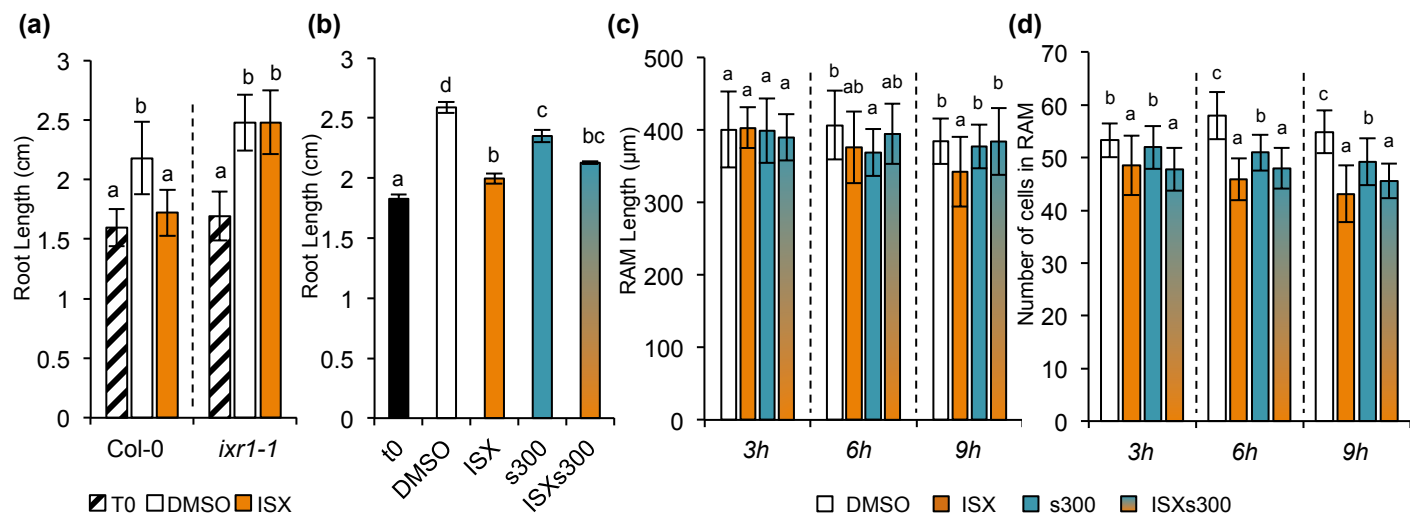 (a)
Root Length (cm)
3
2.5
2
1.5
1
0.5
0
a b a a b b
Col-0 ixr1-1
T0 DMSO ISX
(b)
Root Length (cm)
3
2.5
2
1.5
1
0.5
0
a d b c bc
t0 DMSO ISX s300 ISXs300
(c)
RAM Length (μm)
500
400
300
200
100
0
a a a a b ab a ab b a b b
3h 6h 9h
(d)
Number of cells in RAM
70
60
50
40
30
20
10
0
b a b a c a b a c a b a
3h 6h 9h
DMSO ISX s300 ISXs300